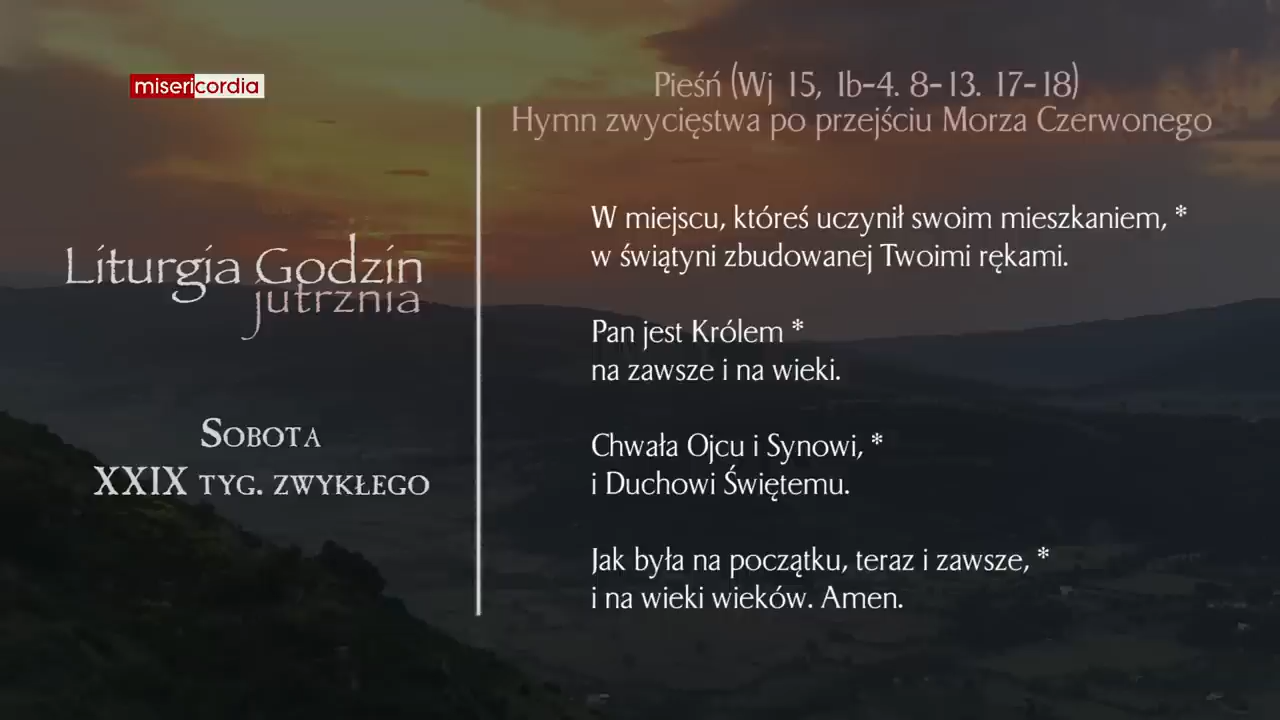 misericordia
Liturgia Godzin
jutrznia
Sobota
XXIX tyg. zwykłego
Pieśń (Wj 15, 1b-4. 8-13. 17-18)
Hymn zwycięstwa po przejściu Morza Czerwonego
W miejscu, któreś uczynił swoim mieszkaniem, *
w świątyni zbudowanej Twoimi rękami.
Pan jest Królem *
na zawsze i na wieki.
Chwała Ojcu i Synowi, *
i Duchowi Świętemu.
Jak była na początku, teraz i zawsze, *
i na wieki wieków. Amen.